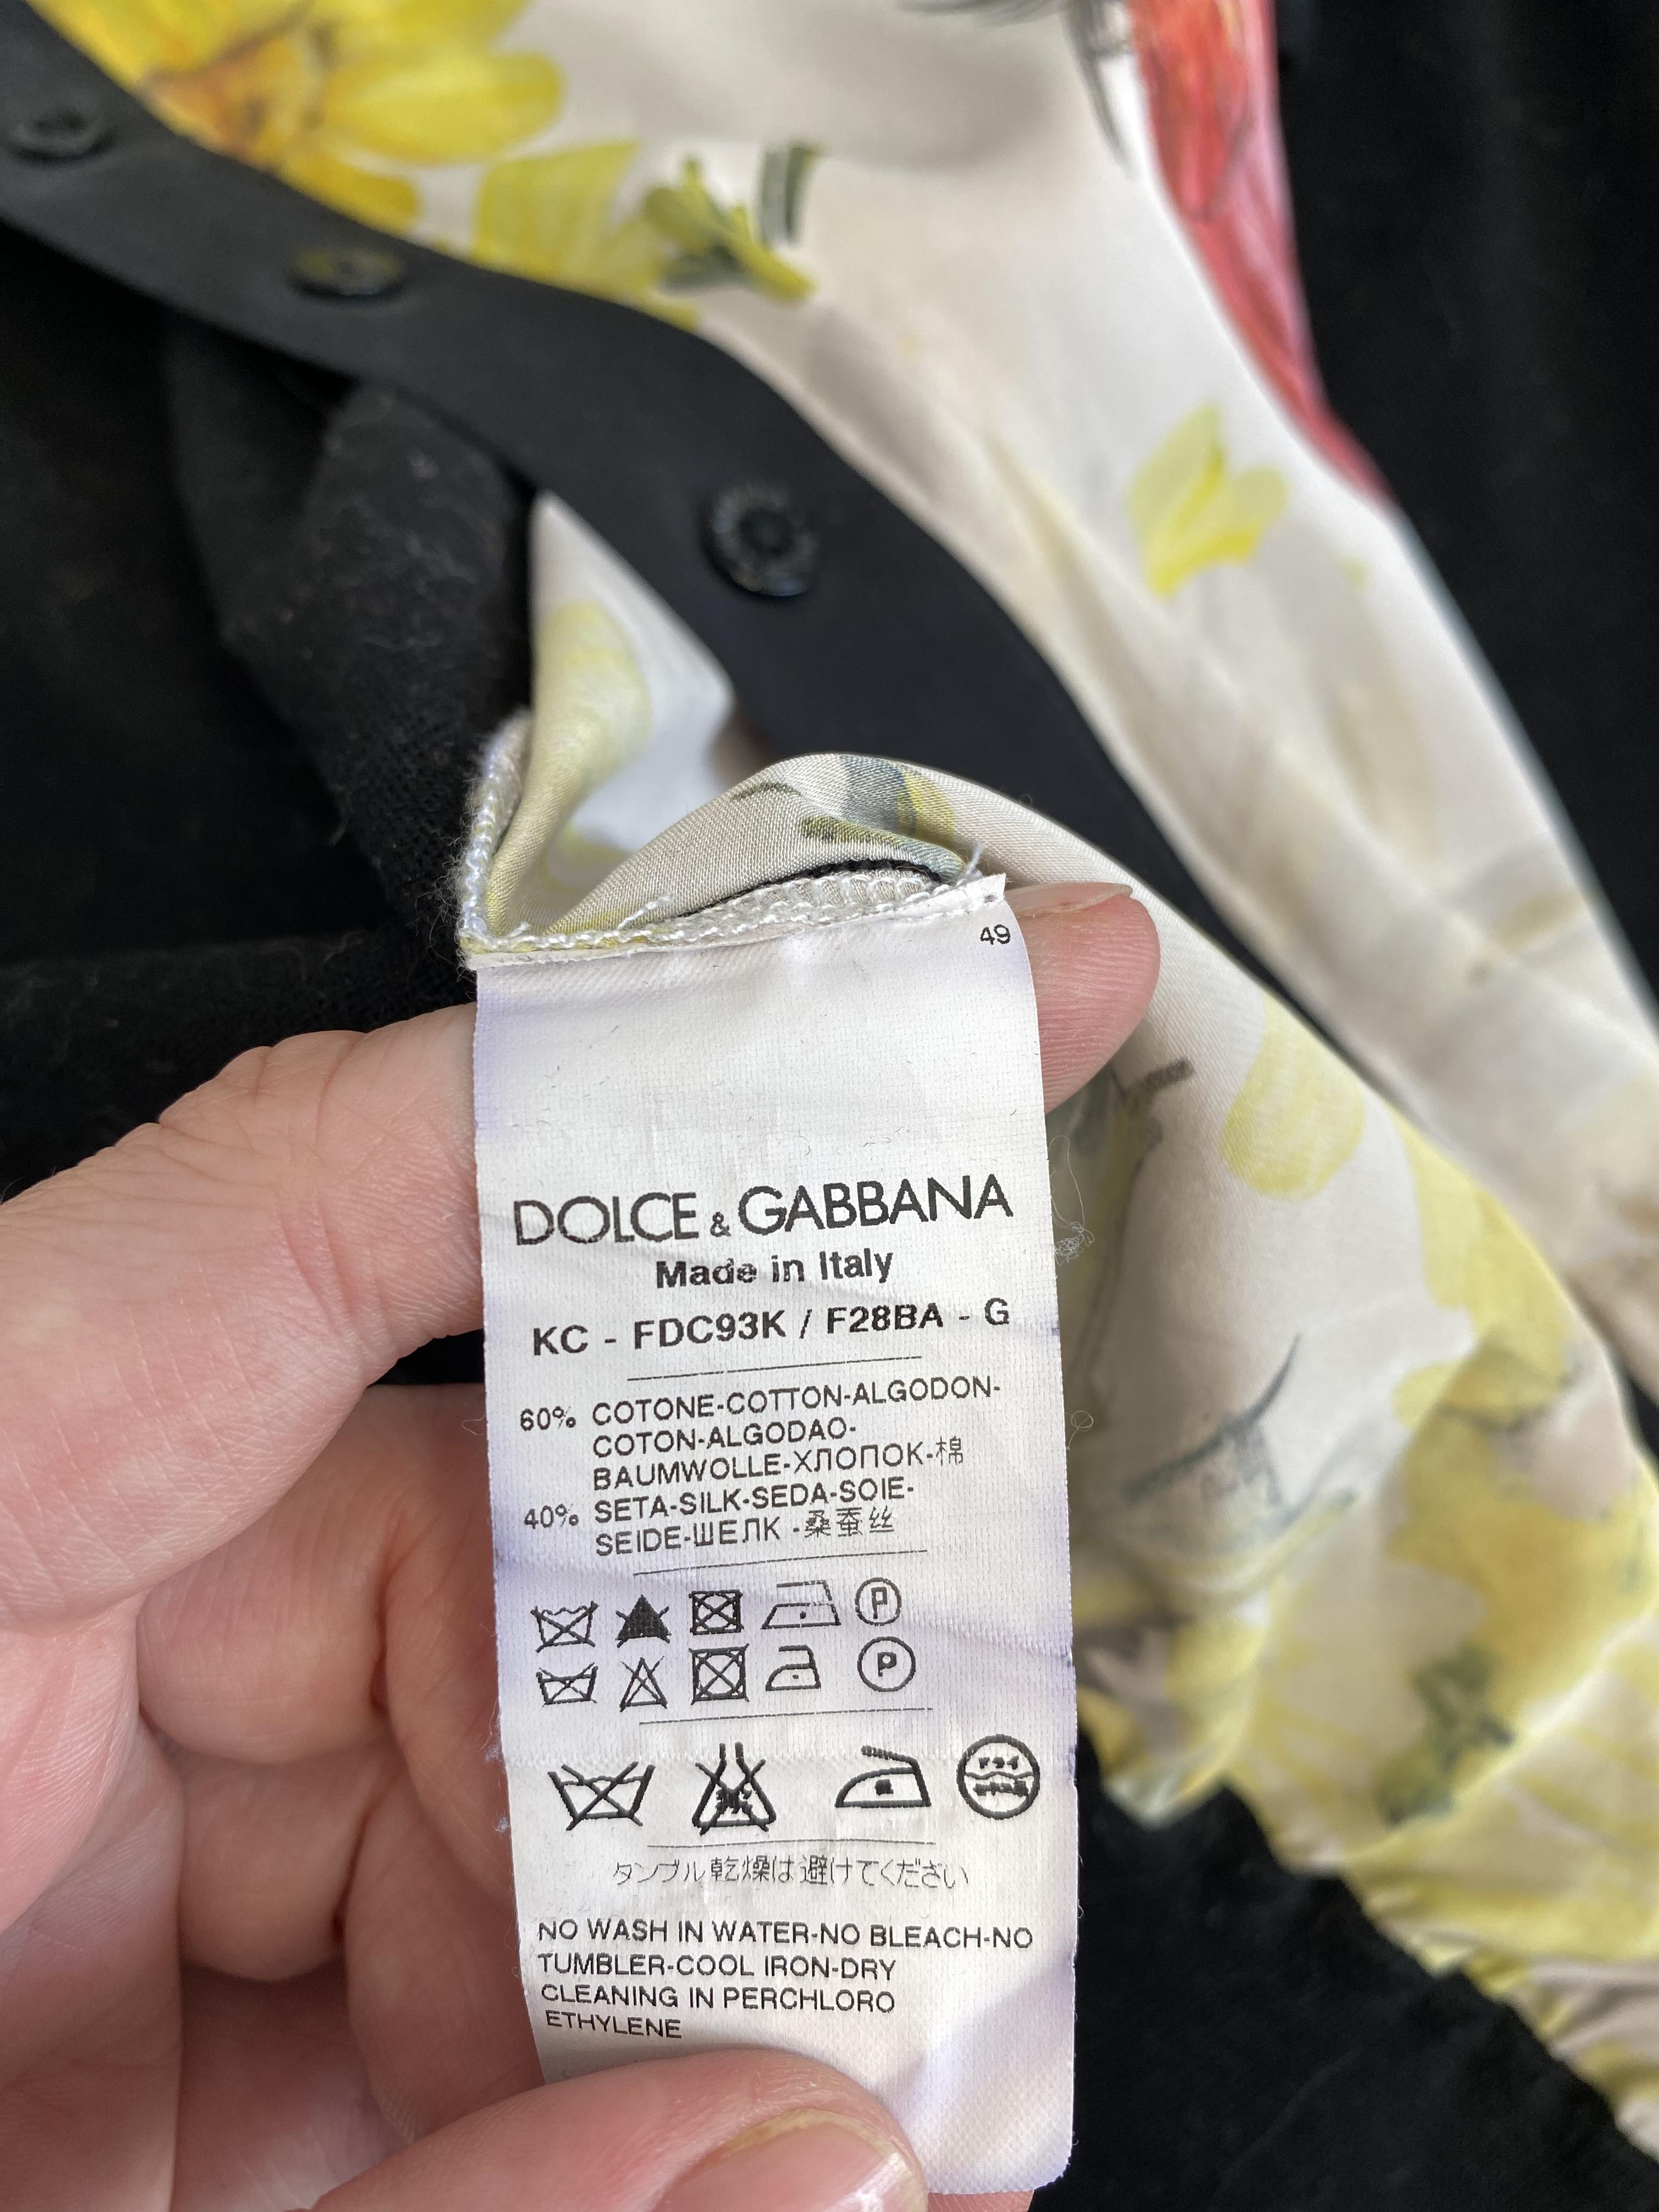 49
DOLCE & GABBANA
Made in Italy
KC - FDC93K / F28BA - G
60% COTONE-COTTON-ALGODON-
COTON-ALGODAO-
BAUMWOLLE-ХЛОПОК-棉
40% SETA-SILK-SEDA-SOIE-
SEIDE-ШЕЛК -桑蚕丝
P
P
ドライ
タンブル乾燥は避けてください
NO WASH IN WATER-NO BLEACH-NO
TUMBLER-COOL IRON-DRY
CLEANING IN PERCHLORO
ETHYLENE